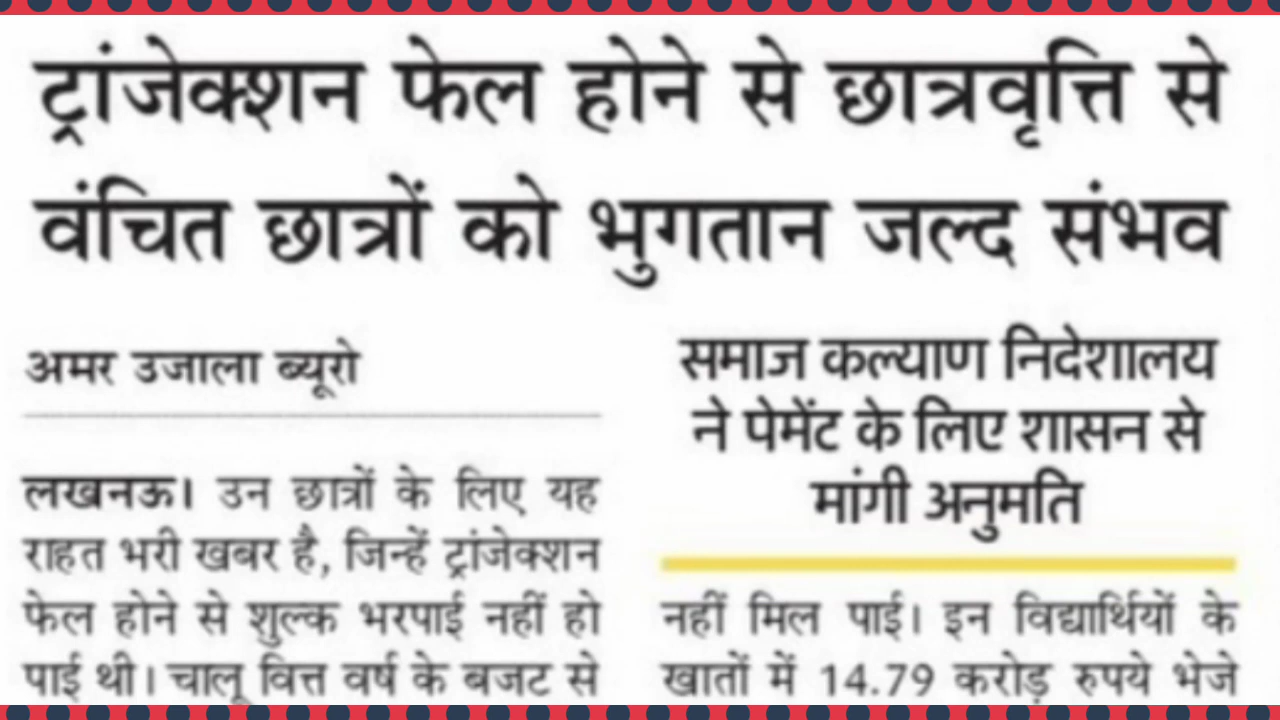 ट्रांजेक्शन फेल होने से छात्रवृत्ति से
वंचित छात्रों को भुगतान जल्द संभव
अमर उजाला ब्यूरो
लखनऊ। उन छात्रों के लिए यह
राहत भरी खबर है, जिन्हें ट्रांजेक्शन
फेल होने से शुल्क भरपाई नहीं हो
पाई थी। चालू वित्त वर्ष के बजट से
समाज कल्याण निदेशालय
ने पेमेंट के लिए शासन से
मांगी अनुमति
नहीं मिल पाई। इन विद्यार्थियों के
खातों में 14.79 करोड़ रुपये भेजे